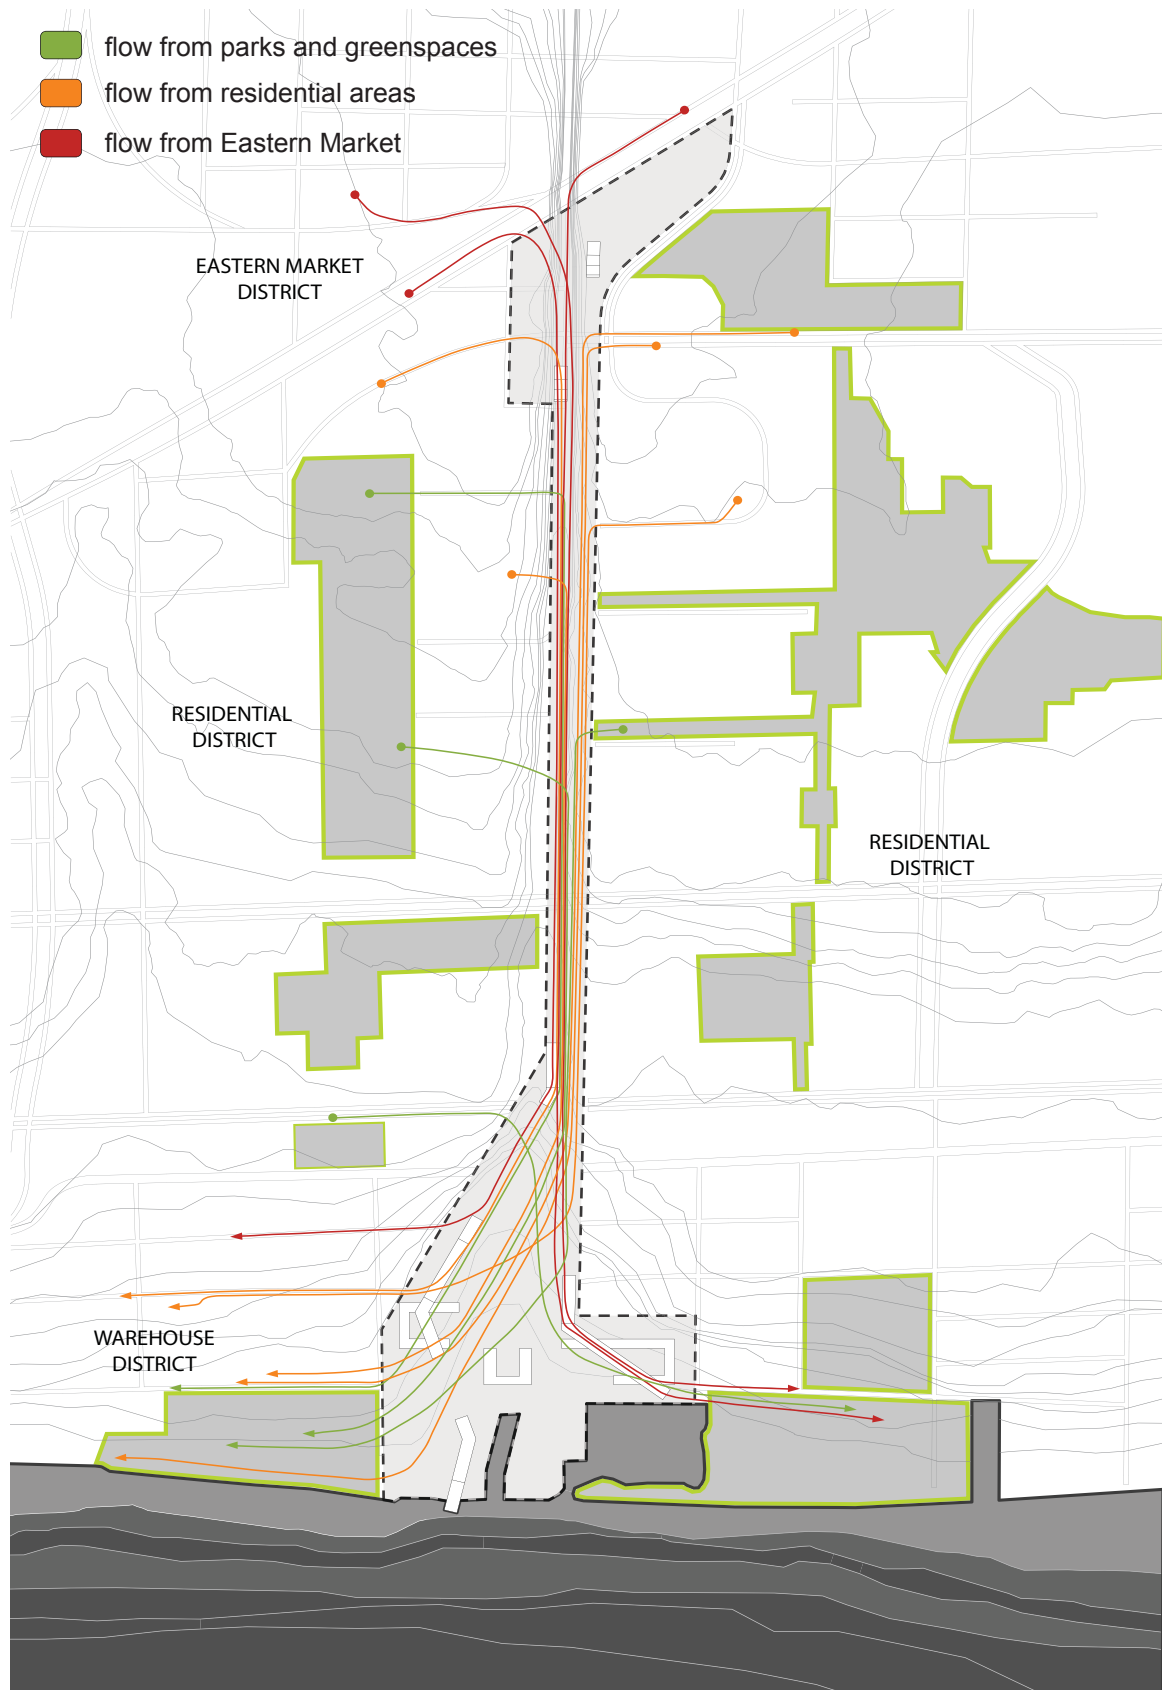 flow from parks and greenspaces
flow from residential areas
flow from Eastern Market
EASTERN MARKET
DISTRICT
RESIDENTIAL
DISTRICT
RESIDENTIAL
DISTRICT
WAREHOUSE
DISTRICT